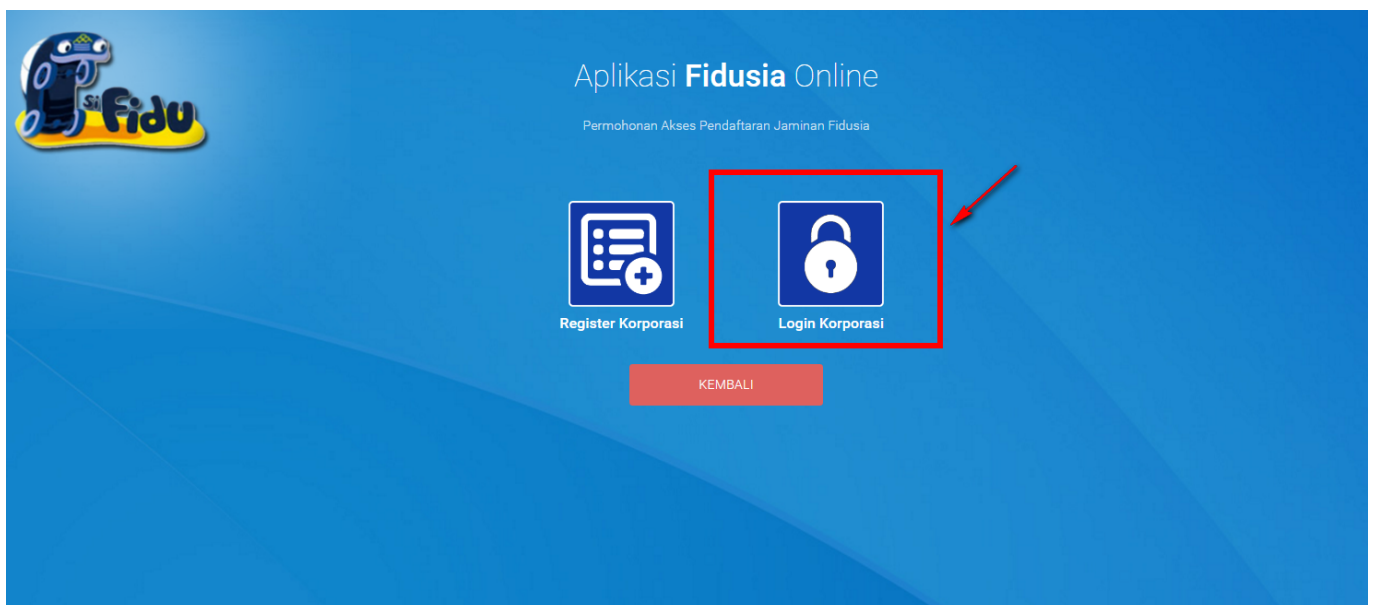 si Fidu
Aplikasi Fidusia Online
Permohonan Akses Pendaftaran Jaminan Fidusia
Register Korporasi
Login Korporasi
KEMBALI